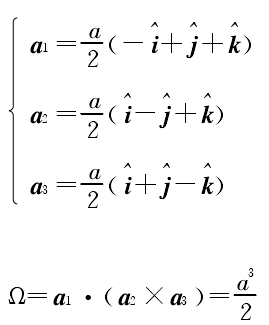 a₁ = a/2 (−î + ĵ + k̂)
a₂ = a/2 (î − ĵ + k̂)
a₃ = a/2 (î + ĵ − k̂)
Ω = a₁ · (a₂ × a₃) = a³/2